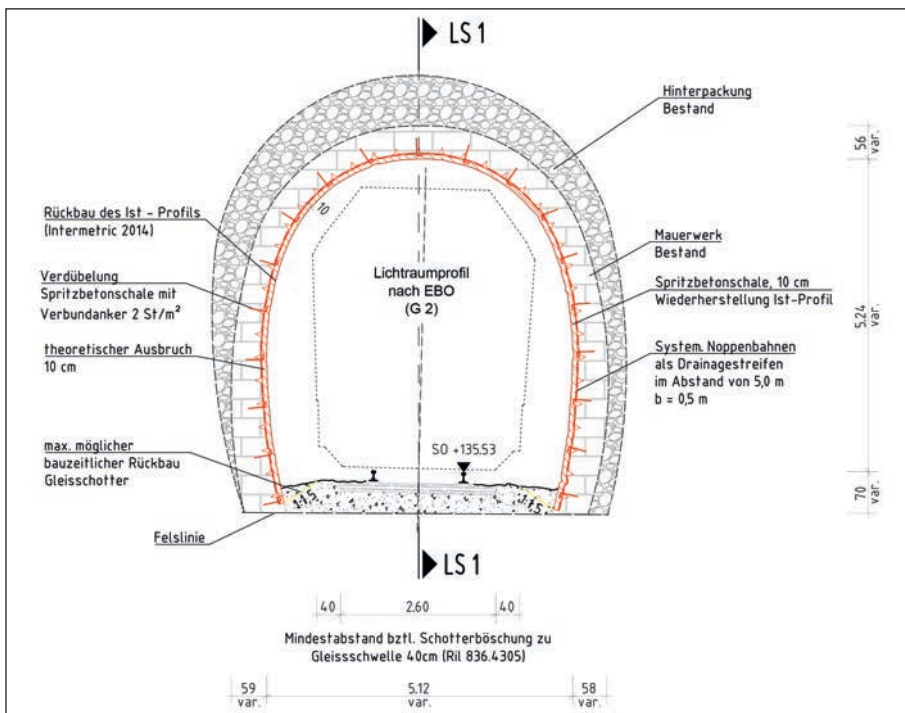 LS 1
Hinterpackung
Bestand
56
var.
Rückbau des Ist - Profils
(Intermetric 2014)
10
Mauerwerk
Bestand
Verdübelung
Spritzbetonschale mit
Verbundanker 2 St/m²
Lichtraumprofil
nach EBO
(G 2)
Spritzbetonschale, 10 cm
Wiederherstellung Ist-Profil
5.24
var.
theoretischer Ausbruch
10 cm
System. Noppenbahnen
als Drainagestreifen
im Abstand von 5,0 m
b = 0,5 m
max. möglicher
bauzeitlicher Rückbau
Gleisschotter
SO +135.53
1:1.5
1:1.5
70
var.
Felslinie
LS 1
40 2.60 40
Mindestabstand bztl. Schotterböschung zu
Gleissschwelle 40cm (Ril 836.4305)
59 5.12 58
var. var. var.